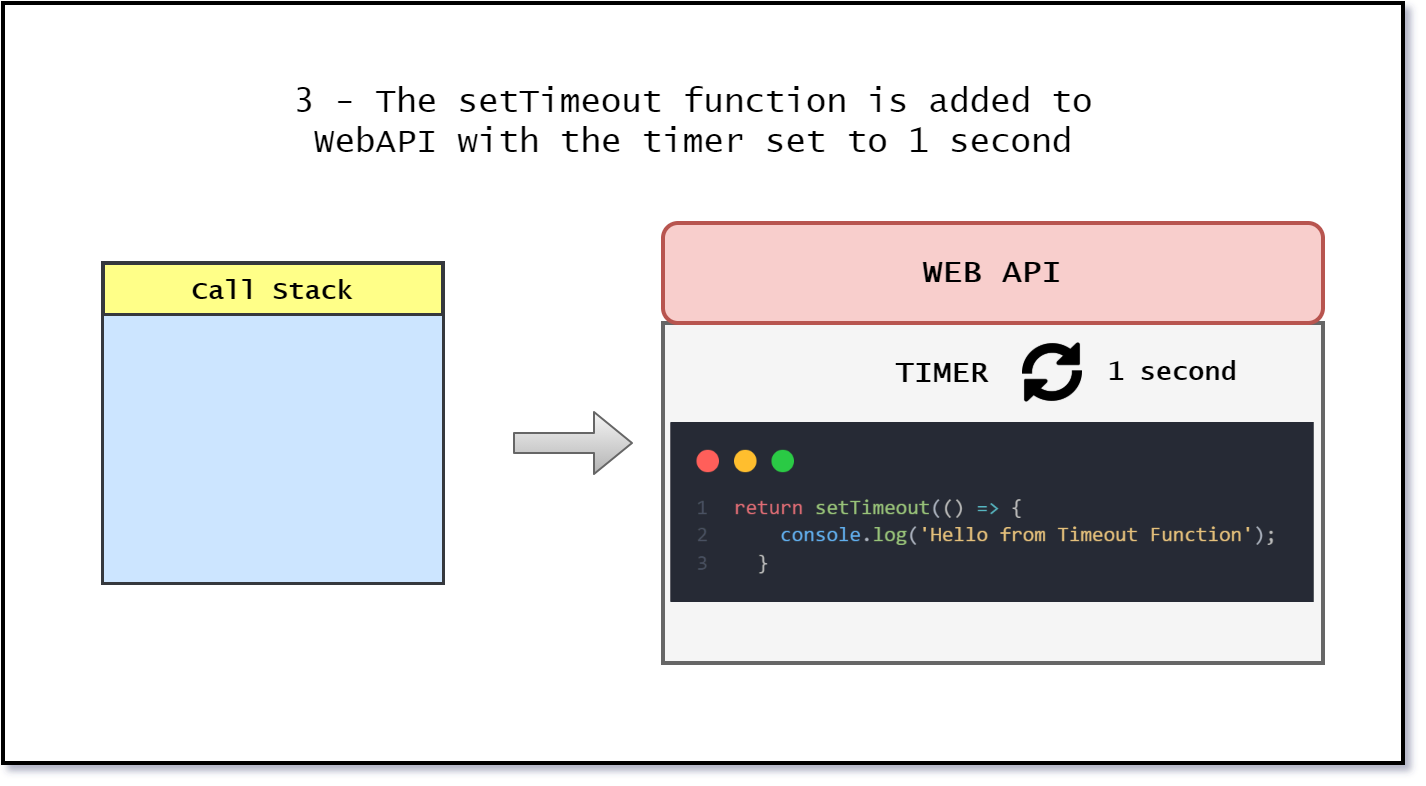 3 - The setTimeout function is added to
WebAPI with the timer set to 1 second
Call Stack
WEB API
TIMER 1 second
1 return setTimeout(() => {
2 console.log('Hello from Timeout Function');
3 }